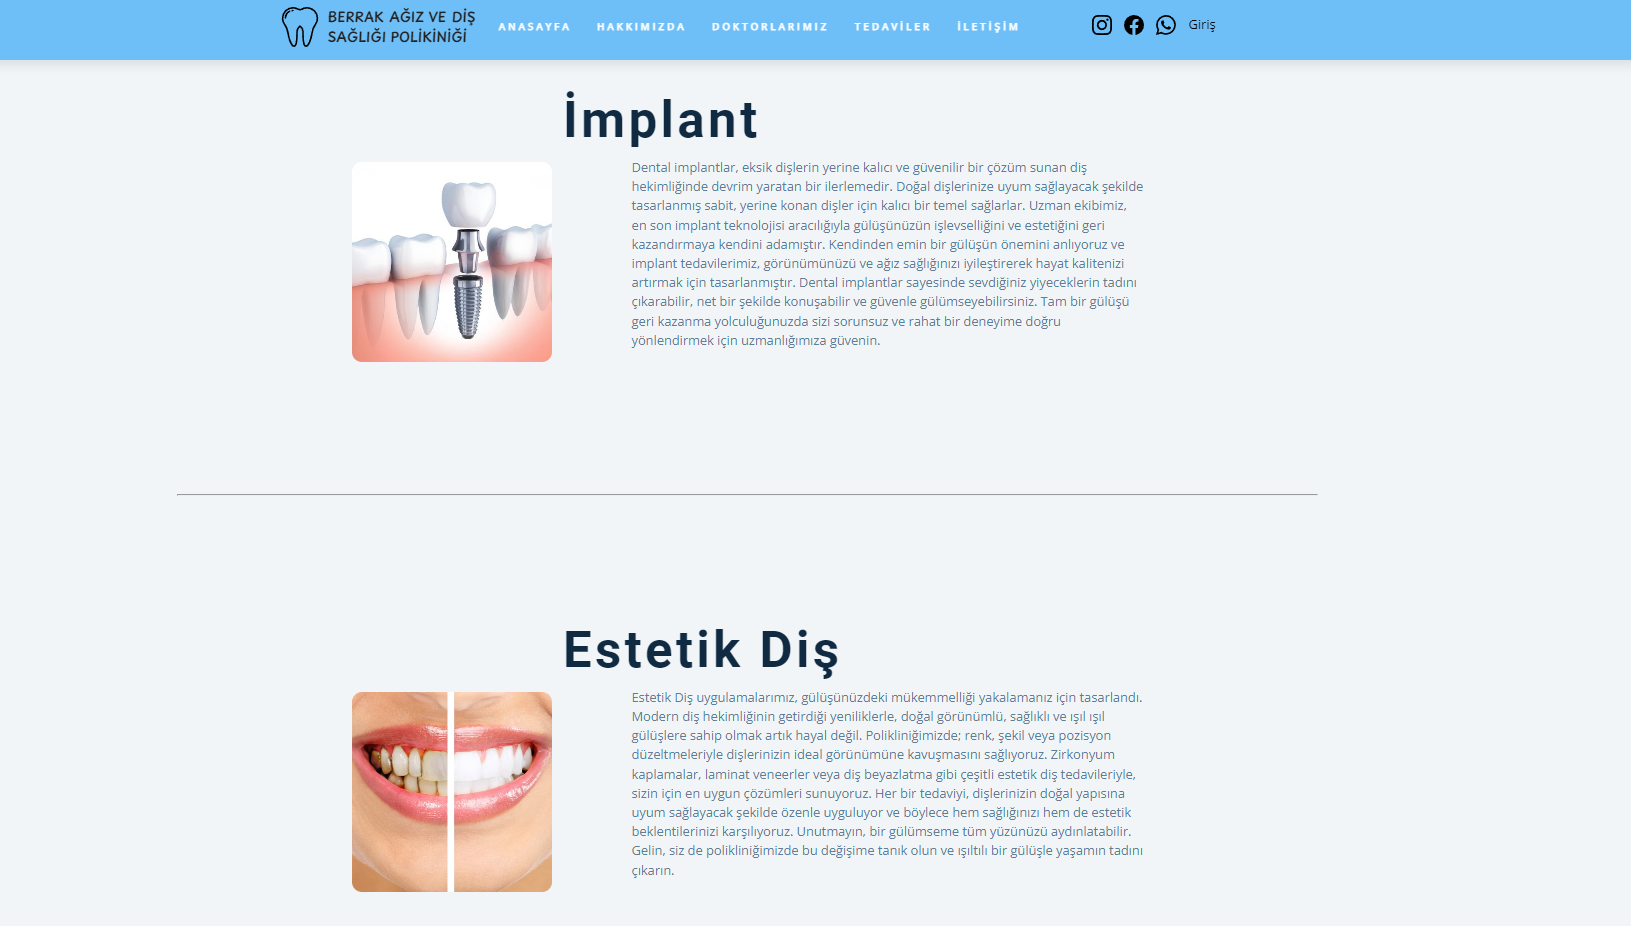 BERRAK AĞIZ VE DİŞ
SAĞLIĞI POLİKİNİĞİ
ANASAYFA HAKKIMIZDA DOKTORLARIMIZ TEDAVİLER İLETİŞİM
Giriş
İmplant
Dental implantlar, eksik dişlerin yerine kalıcı ve güvenilir bir çözüm sunan diş
hekimliğinde devrim yaratan bir ilerlemedir. Doğal dişlerinize uyum sağlayacak şekilde
tasarlanmış sabit, yerine konan dişler için kalıcı bir temel sağlarlar. Uzman ekibimiz,
en son implant teknolojisi aracılığıyla gülüşünüzün işlevselliğini ve estetiğini geri
kazandırmaya kendini adamıştır. Kendinden emin bir gülüşün önemini anlıyoruz ve
implant tedavilerimiz, görünümünüzü ve ağız sağlığınızı iyileştirerek hayat kalitenizi
artırmak için tasarlanmıştır. Dental implantlar sayesinde sevdiğiniz yiyeceklerin tadını
çıkarabilir, net bir şekilde konuşabilir ve güvenle gülümseyebilirsiniz. Tam bir gülüşü
geri kazanma yolculuğunuzda sizi sorunsuz ve rahat bir deneyime doğru
yönlendirmek için uzmanlığımıza güvenin.
Estetik Diş
Estetik Diş uygulamalarımız, gülüşünüzdeki mükemmelliği yakalamanız için tasarlandı.
Modern diş hekimliğinin getirdiği yeniliklerle, doğal görünümlü, sağlıklı ve ışıl ışıl
gülüşlere sahip olmak artık hayal değil. Polikliniğimizde; renk, şekil veya pozisyon
düzeltmeleriyle dişlerinizin ideal görünümüne kavuşmasını sağlıyoruz. Zirkonyum
kaplamalar, laminat veneerler veya diş beyazlatma gibi çeşitli estetik diş tedavileriyle,
sizin için en uygun çözümleri sunuyoruz. Her bir tedaviyi, dişlerinizin doğal yapısına
uyum sağlayacak şekilde özenle uyguluyor ve böylece hem sağlığınızı hem de estetik
beklentilerinizi karşılıyoruz. Unutmayın, bir gülümseme tüm yüzünüzü aydınlatabilir.
Gelin, siz de polikliniğimizde bu değişime tanık olun ve ışıltılı bir gülüşle yaşamın tadını
çıkarın.